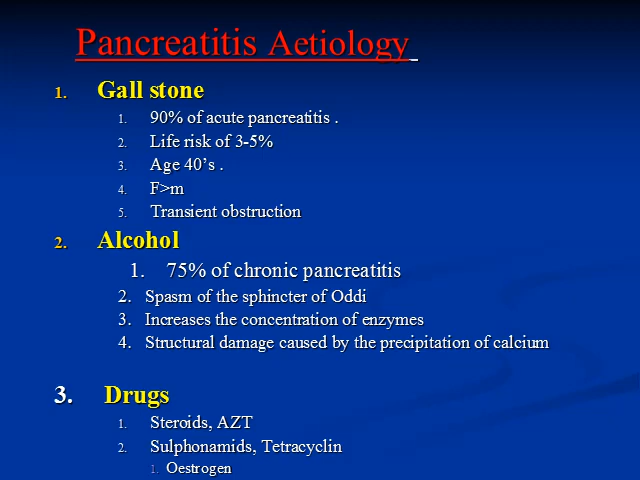 Pancreatitis Aetiology
1. Gall stone
1. 90% of acute pancreatitis .
2. Life risk of 3-5%
3. Age 40’s .
4. F>m
5. Transient obstruction
2. Alcohol
1. 75% of chronic pancreatitis
2. Spasm of the sphincter of Oddi
3. Increases the concentration of enzymes
4. Structural damage caused by the precipitation of calcium
3. Drugs
1. Steroids, AZT
2. Sulphonamids, Tetracyclin
1. Oestrogen